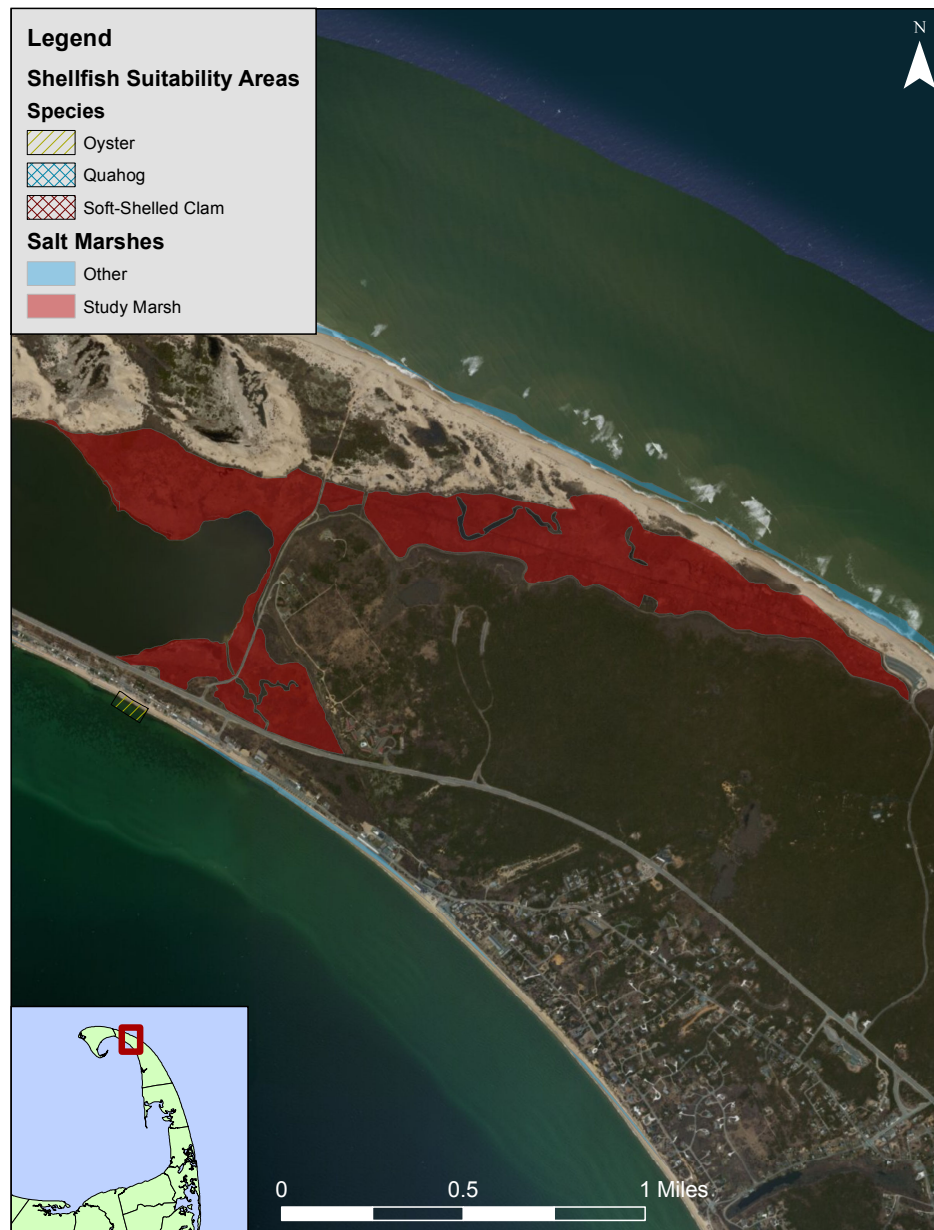 Legend
Shellfish Suitability Areas
Species
Oyster
Quahog
Soft-Shelled Clam
Salt Marshes
Other
Study Marsh
N
0 0.5 1 Miles